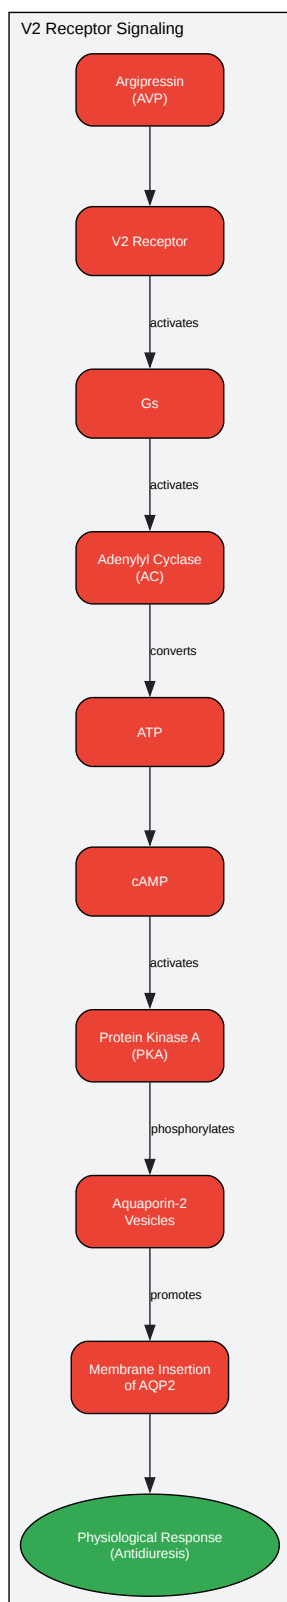 V2 Receptor Signaling
Argipressin
(AVP)
V2 Receptor
activates
Gs
activates
Adenylyl Cyclase
(AC)
converts
ATP
cAMP
activates
Protein Kinase A
(PKA)
phosphorylates
Aquaporin-2
Vesicles
promotes
Membrane Insertion
of AQP2
Physiological Response
(Antidiuresis)